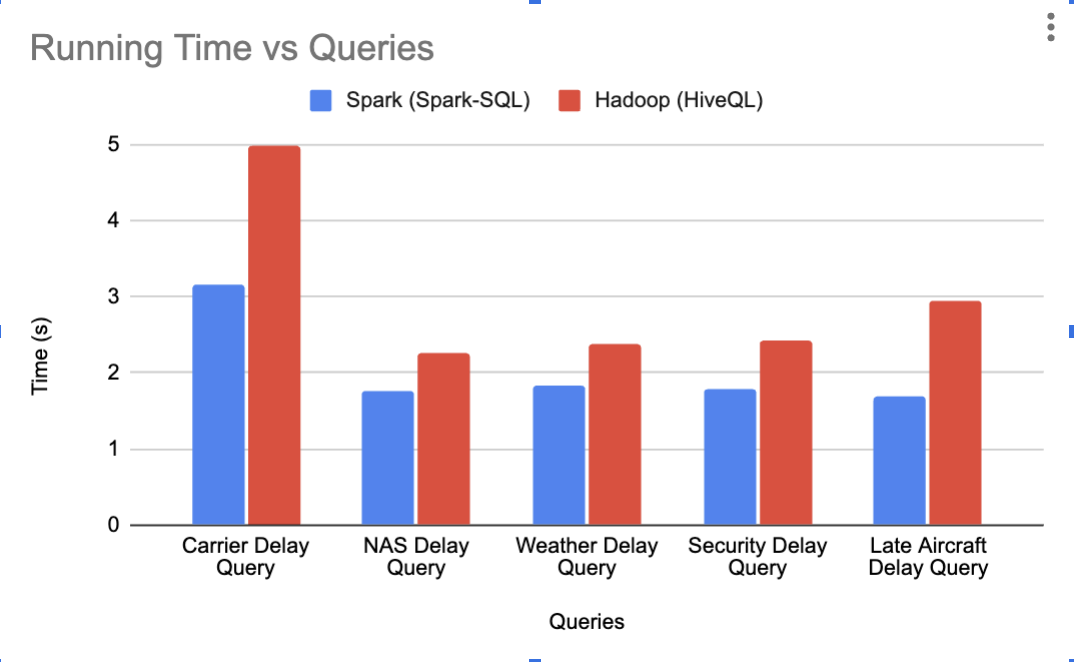 Running Time vs Queries
Spark (Spark-SQL)
Hadoop (HiveQL)
5
4
3
2
1
0
Time (s)
Carrier Delay
Query
NAS Delay
Query
Weather Delay
Query
Security Delay
Query
Late Aircraft
Delay Query
Queries